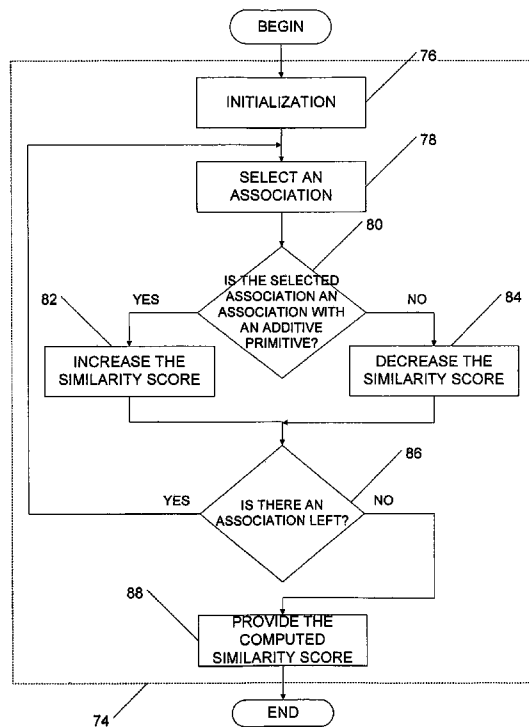 BEGIN
76
INITIALIZATION
78
SELECT AN
ASSOCIATION
80
IS THE SELECTED
ASSOCIATION AN
ASSOCIATION WITH
AN ADDITIVE
PRIMITIVE?
82
YES
NO
84
INCREASE THE
SIMILARITY SCORE
DECREASE THE
SIMILARITY SCORE
86
YES
IS THERE AN
ASSOCIATION LEFT?
NO
88
PROVIDE THE
COMPUTED
SIMILARITY SCORE
74
END